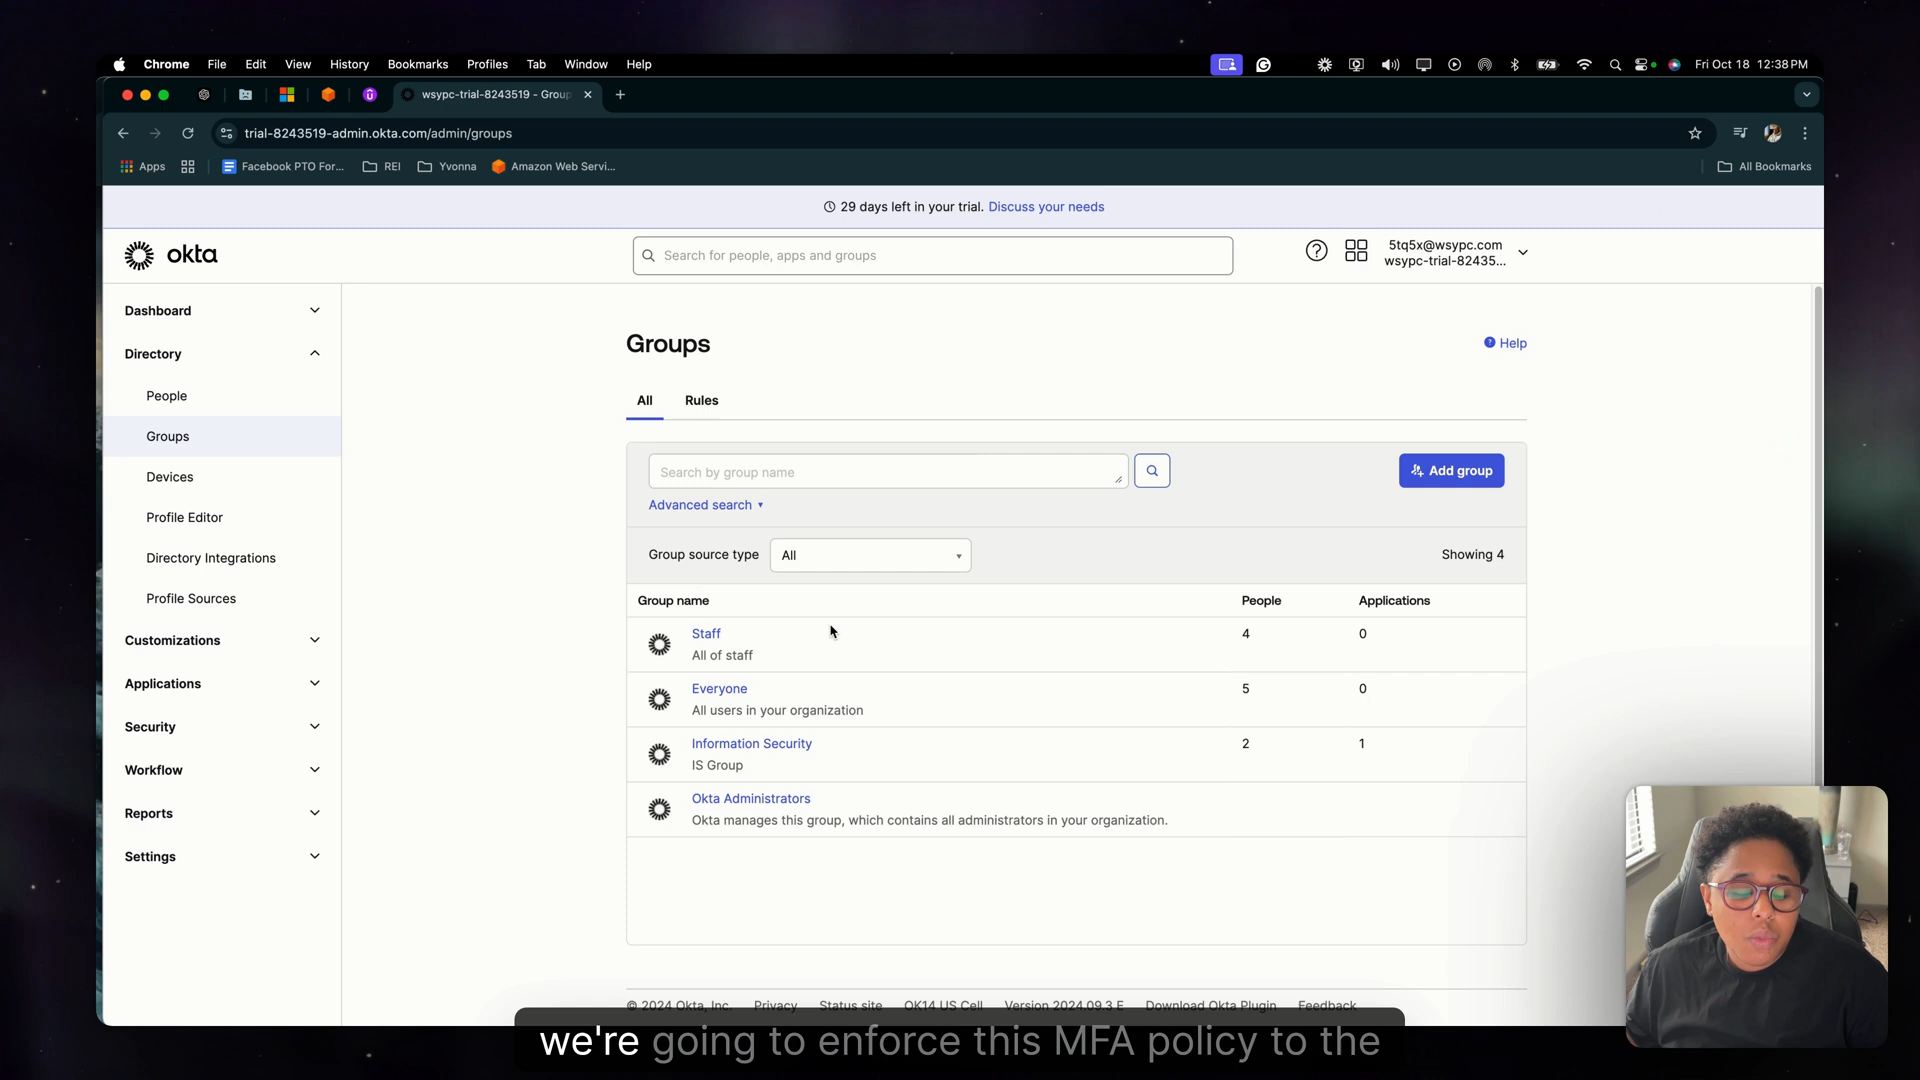 Chrome File Edit View History Bookmarks Profiles Tab Window Help Fri Oct 18 12:38 PM
wsypc-trial-8243519 - Group
trial-8243519-admin.okta.com/admin/groups
Apps Facebook PTO For... REI Yvonna Amazon Web Servi... All Bookmarks
29 days left in your trial. Discuss your needs
okta
Search for people, apps and groups
5tq5x@wsypc.com
wsypc-trial-82435...
Dashboard
Directory
People
Groups
Devices
Profile Editor
Directory Integrations
Profile Sources
Customizations
Applications
Security
Workflow
Reports
Settings
Groups
Help
All Rules
Search by group name
Add group
Advanced search
Group source type All Showing 4
Group name People Applications
Staff 4 0
All of staff
Everyone 5 0
All users in your organization
Information Security 2 1
IS Group
Okta Administrators
Okta manages this group, which contains all administrators in your organization.
© 2024 Okta, Inc. Privacy Status site OK14 US Cell Version 2024.09.3 E Download Okta Plugin Feedback
we're going to enforce this MFA policy to the